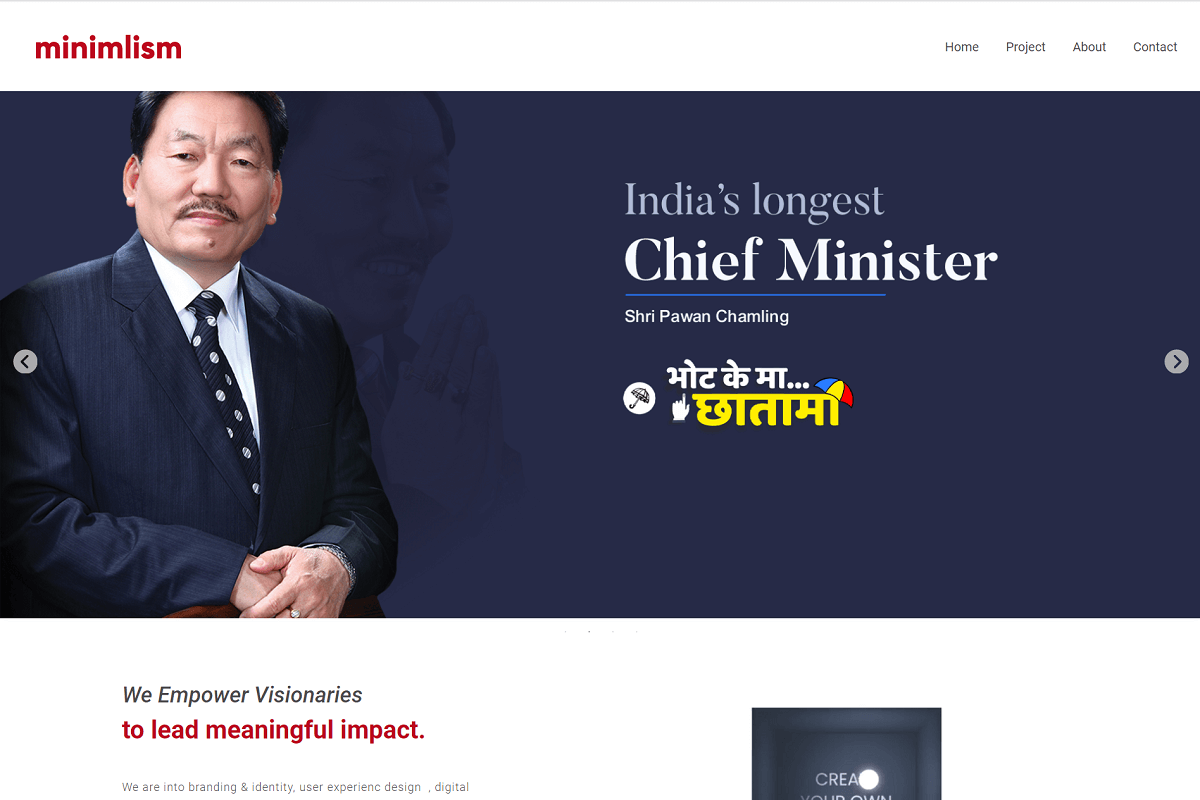 minimlism
Home Project About Contact
India's longest
Chief Minister
Shri Pawan Chamling
भोट के मा...
छातामा
We Empower Visionaries
to lead meaningful impact.
We are into branding & identity, user experienc design , digital
CREA
YOUR OWN